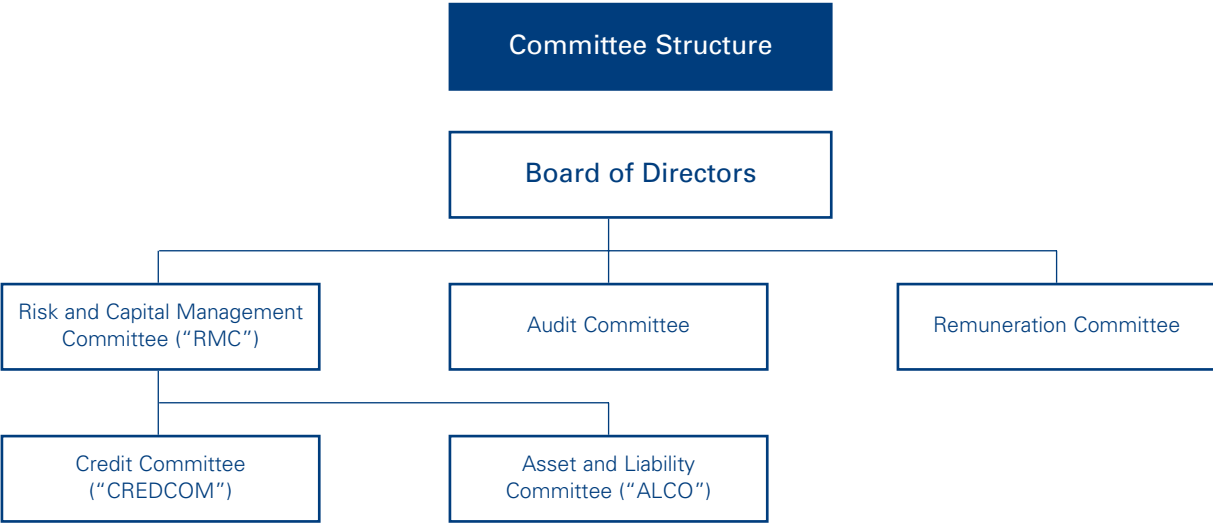 Committee Structure
Board of Directors
Risk and Capital Management
Committee (“RMC”)
Audit Committee
Remuneration Committee
Credit Committee
(“CREDCOM”)
Asset and Liability
Committee (“ALCO”)